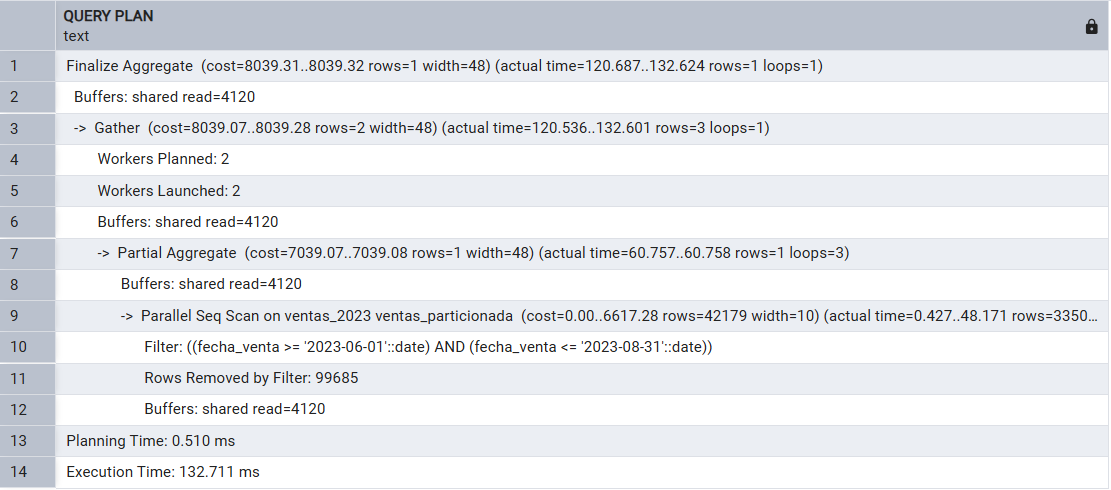 QUERY PLAN
text
1 Finalize Aggregate (cost=8039.31..8039.32 rows=1 width=48) (actual time=120.687..132.624 rows=1 loops=1)
2 Buffers: shared read=4120
3 -> Gather (cost=8039.07..8039.28 rows=2 width=48) (actual time=120.536..132.601 rows=3 loops=1)
4 Workers Planned: 2
5 Workers Launched: 2
6 Buffers: shared read=4120
7 -> Partial Aggregate (cost=7039.07..7039.08 rows=1 width=48) (actual time=60.757..60.758 rows=1 loops=3)
8 Buffers: shared read=4120
9 -> Parallel Seq Scan on ventas_2023 ventas_particionada (cost=0.00..6617.28 rows=42179 width=10) (actual time=0.427..48.171 rows=3350...
10 Filter: ((fecha_venta >= '2023-06-01'::date) AND (fecha_venta <= '2023-08-31'::date))
11 Rows Removed by Filter: 99685
12 Buffers: shared read=4120
13 Planning Time: 0.510 ms
14 Execution Time: 132.711 ms